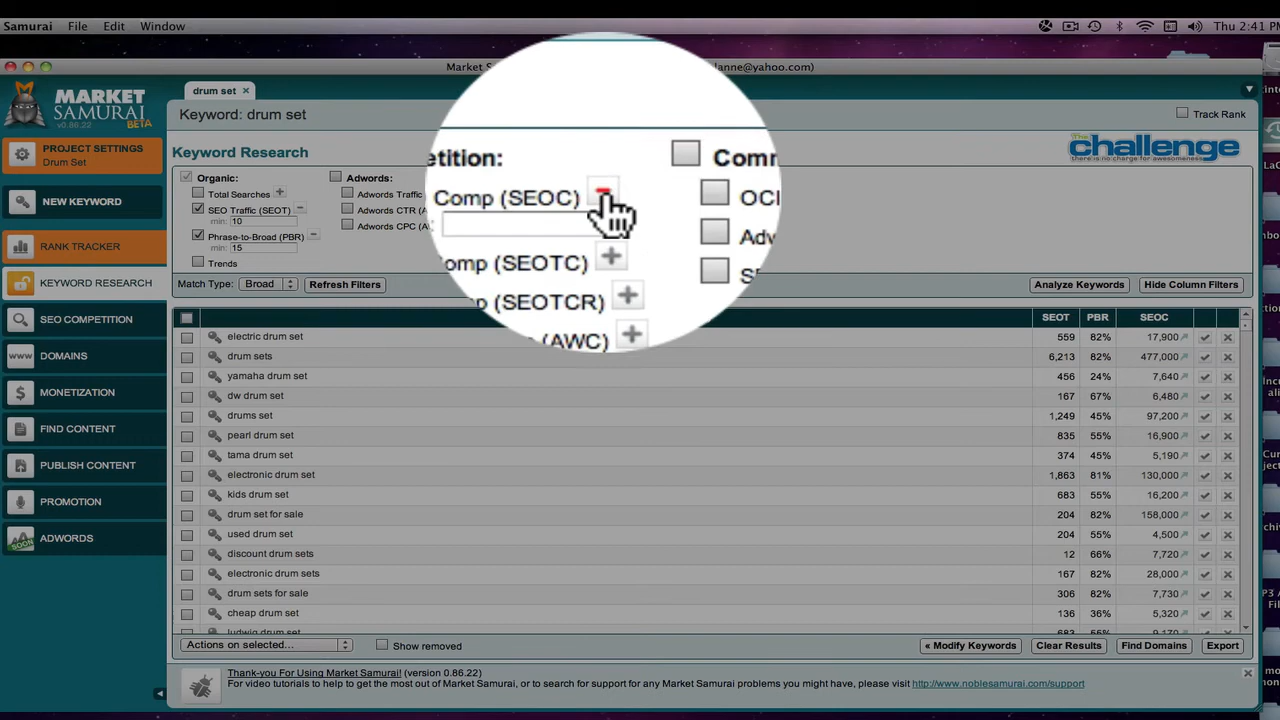 Samurai File Edit Window Thu 2:41 PM
Market S lanne@yahoo.com)
drum set
MARKET
SAMURAI
v0.86.22 BETA
Keyword: drum set
Track Rank
The challenge
there is no charge for awesomeness
PROJECT SETTINGS
Drum Set
NEW KEYWORD
RANK TRACKER
KEYWORD RESEARCH
SEO COMPETITION
DOMAINS
MONETIZATION
FIND CONTENT
PUBLISH CONTENT
PROMOTION
ADWORDS
SOON
Keyword Research
Organic:
Total Searches
SEO Traffic (SEOT)
min: 10
Phrase-to-Broad (PBR)
min: 15
Trends
Adwords:
Adwords Traffic
Adwords CTR (A
Adwords CPC (A
etition:
Comp (SEOC)
omp (SEOTC)
p (SEOTCR)
(AWC)
Comm
OCI
Adw
Match Type: Broad Refresh Filters Analyze Keywords Hide Column Filters
SEOT PBR SEOC
electric drum set 559 82% 17,900
drum sets 6,213 82% 477,000
yamaha drum set 456 24% 7,640
dw drum set 167 67% 6,480
drums set 1,249 45% 97,200
pearl drum set 835 55% 16,900
tama drum set 374 45% 5,190
electronic drum set 1,863 81% 130,000
kids drum set 683 55% 16,200
drum set for sale 204 82% 158,000
used drum set 204 55% 4,500
discount drum sets 12 66% 7,720
electronic drum sets 167 82% 28,000
drum sets for sale 306 82% 7,730
cheap drum set 136 36% 5,320
ludwig drum set 683 55% 9,170
Actions on selected... Show removed « Modify Keywords Clear Results Find Domains Export
Thank-you For Using Market Samurai! (version 0.86.22)
For video tutorials to help to get the most out of Market Samurai, or to search for support for any Market Samurai problems you might have, please visit http://www.noblesamurai.com/support